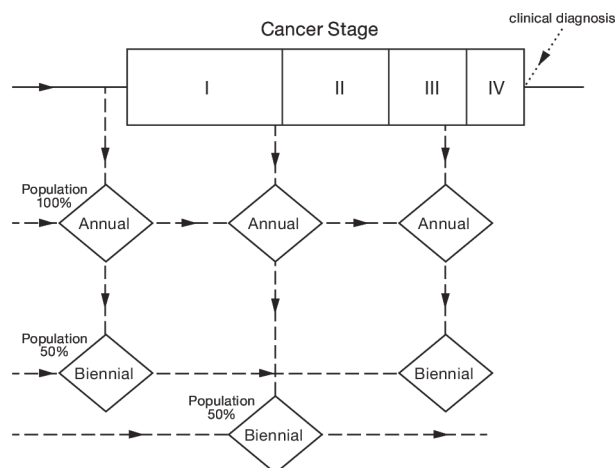 clinical diagnosis
Cancer Stage
I II III IV
Population
100%
Annual Annual Annual
Population
50%
Biennial Biennial
Population
50%
Biennial